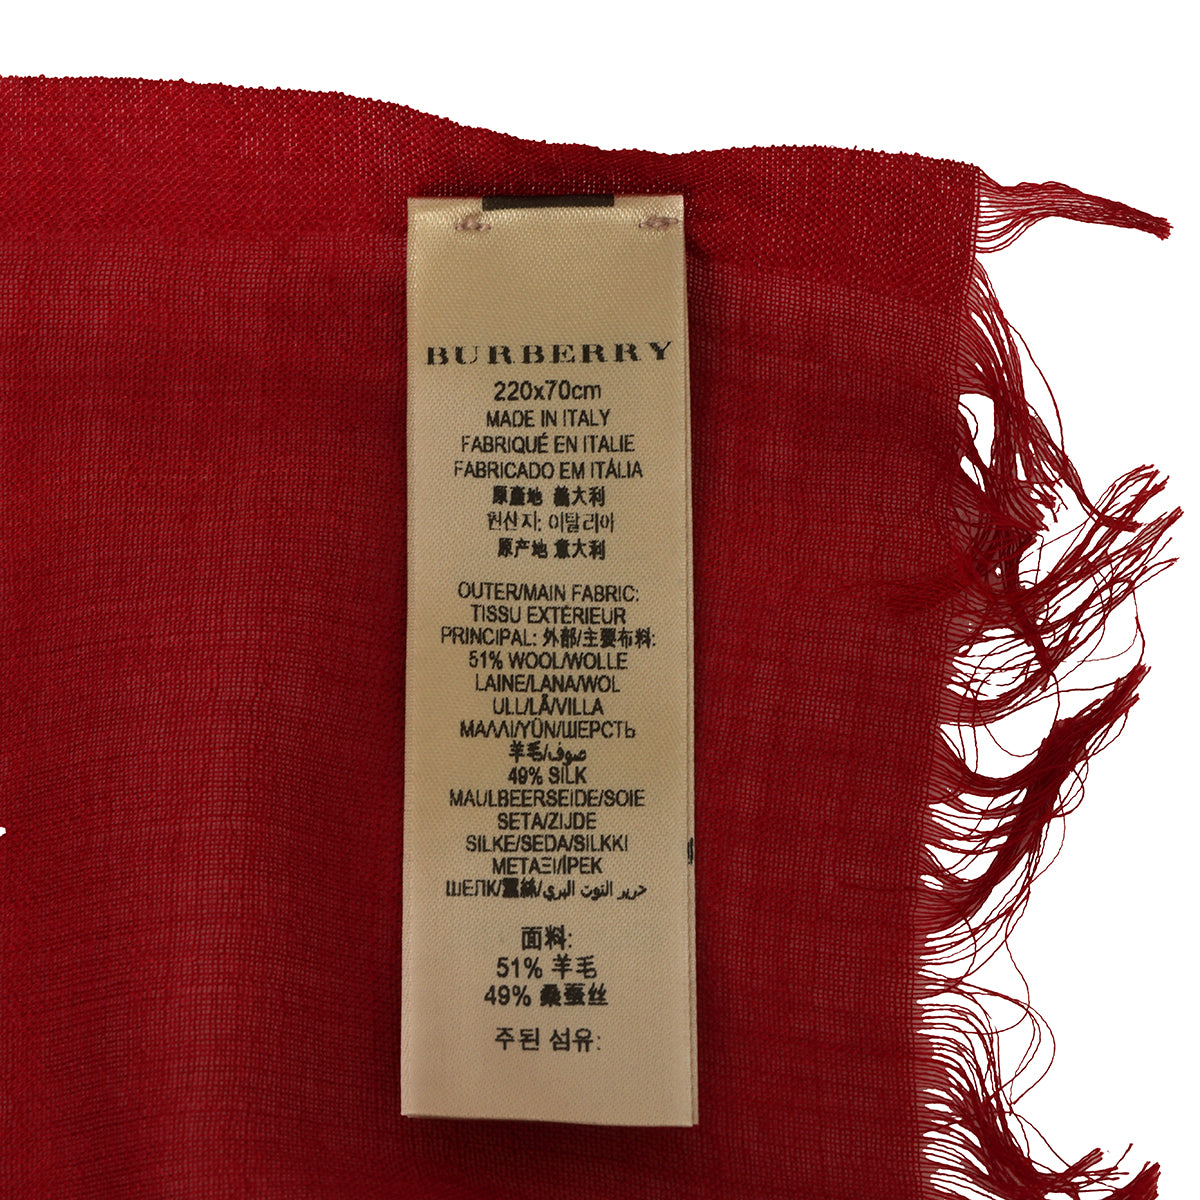 BURBERRY
220x70cm
MADE IN ITALY
FABRIQUÉ EN ITALIE
FABRICADO EM ITÁLIA
原產地 義大利
원산지: 이탈리아
原产地 意大利
OUTER/MAIN FABRIC:
TISSU EXTÉRIEUR
PRINCIPAL: 外部/主要布料:
51% WOOL/WOLLE
LAINE/LANA/WOL
ULL/LÃ/VILLA
ΜΑΛΛΙ/YÜN/ШЕРСТЬ
羊毛/صوف
49% SILK
MAULBEERSEIDE/SOIE
SETA/ZIJDE
SILKE/SEDA/SILKKI
ΜΕΤΑΞΙ/İPEK
ШЕЛК/蠶絲/حرير التوت البري
面料:
51% 羊毛
49% 桑蚕丝
주된 섬유: